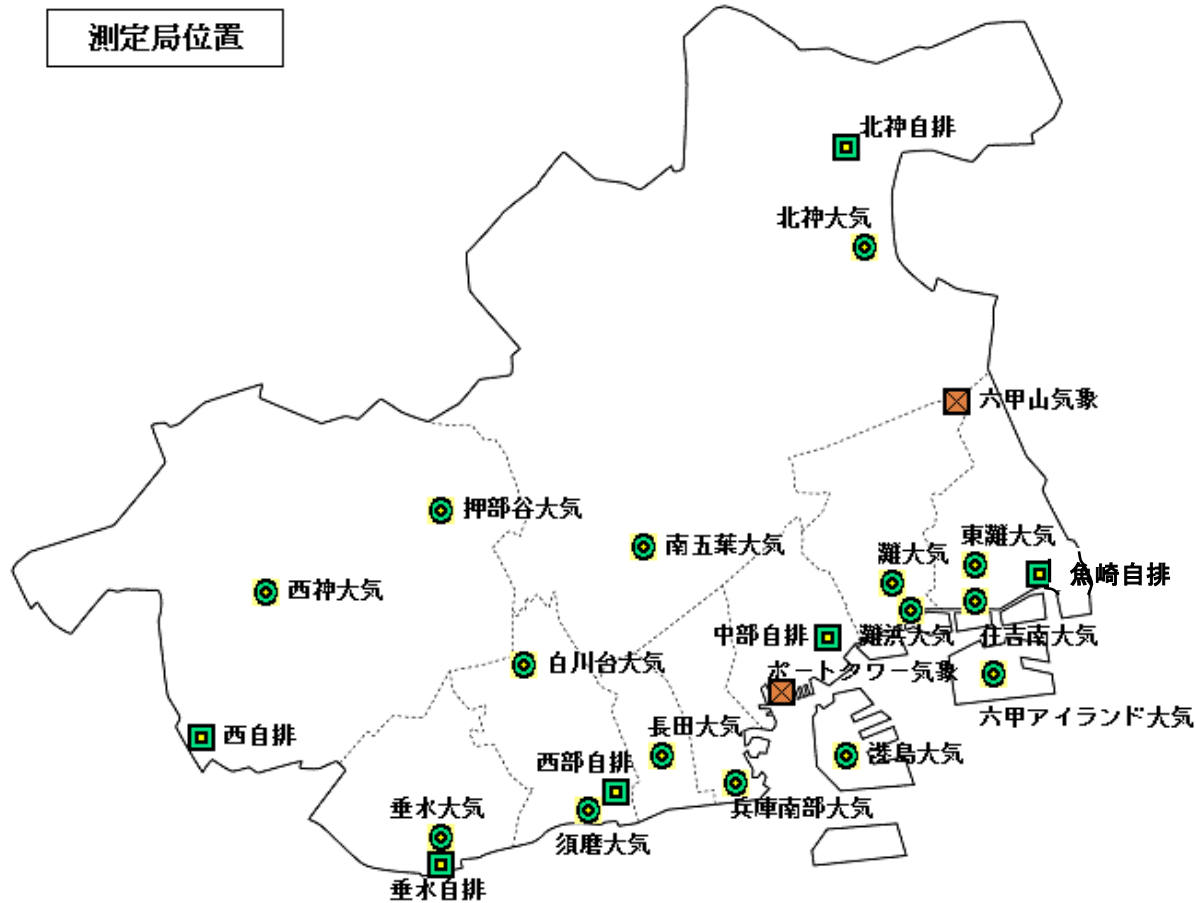 測定局位置
北神自排
北神大気
六甲山気象
押部谷大気
南五葉大気
東灘大気
灘大気
魚崎自排
西神大気
中部自排
灘浜大気
住吉南大気
白川台大気
ポートタワー気象
六甲アイランド大気
長田大気
西自排
港島大気
西部自排
垂水大気
兵庫南部大気
須磨大気
垂水自排